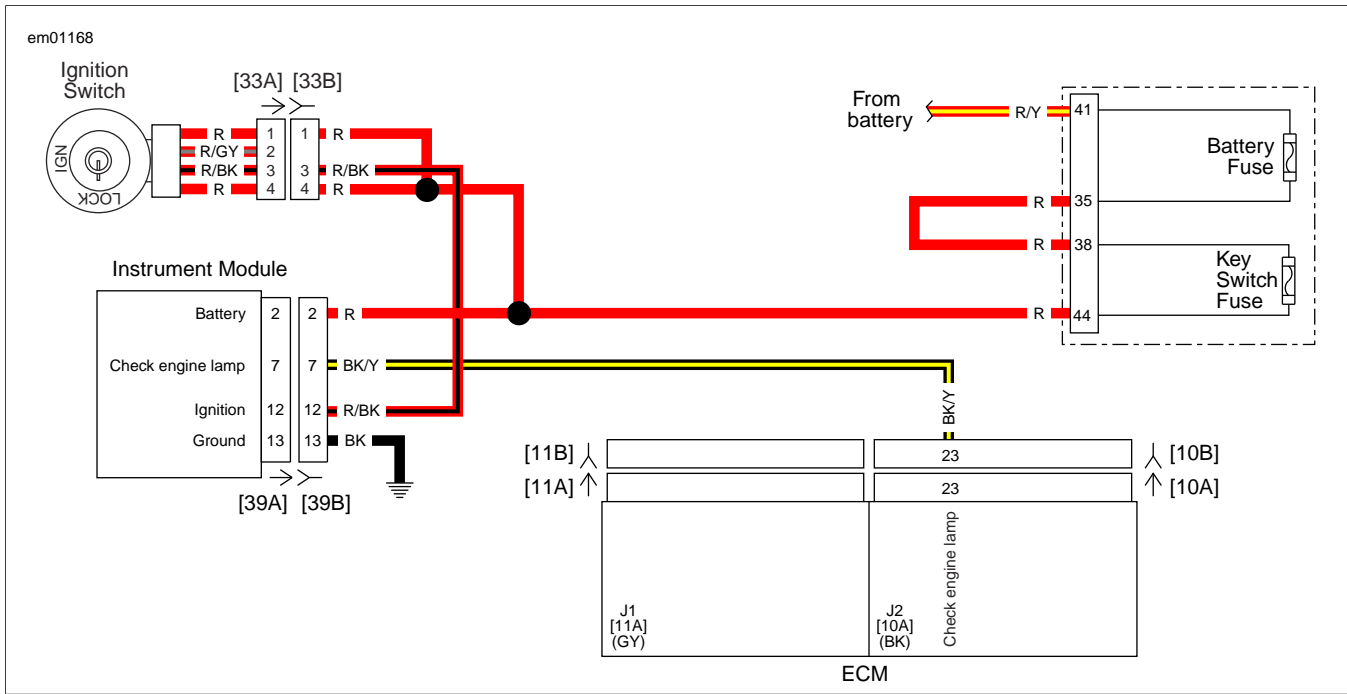 em01168
Ignition
Switch
IGN
LOCK
[33A] [33B]
R 1 1 R
R/GY 2
R/BK 3 3 R/BK
R 4 4 R
From
battery
R/Y 41
Battery
Fuse
R 35
R 38
Key
Switch
Fuse
R 44
Instrument Module
Battery 2 2 R
Check engine lamp 7 7 BK/Y
Ignition 12 12 R/BK
Ground 13 13 BK
[39A] [39B]
BK/Y
[11B] 23 [10B]
[11A] 23 [10A]
Check engine lamp
J1
[11A]
(GY)
J2
[10A]
(BK)
ECM